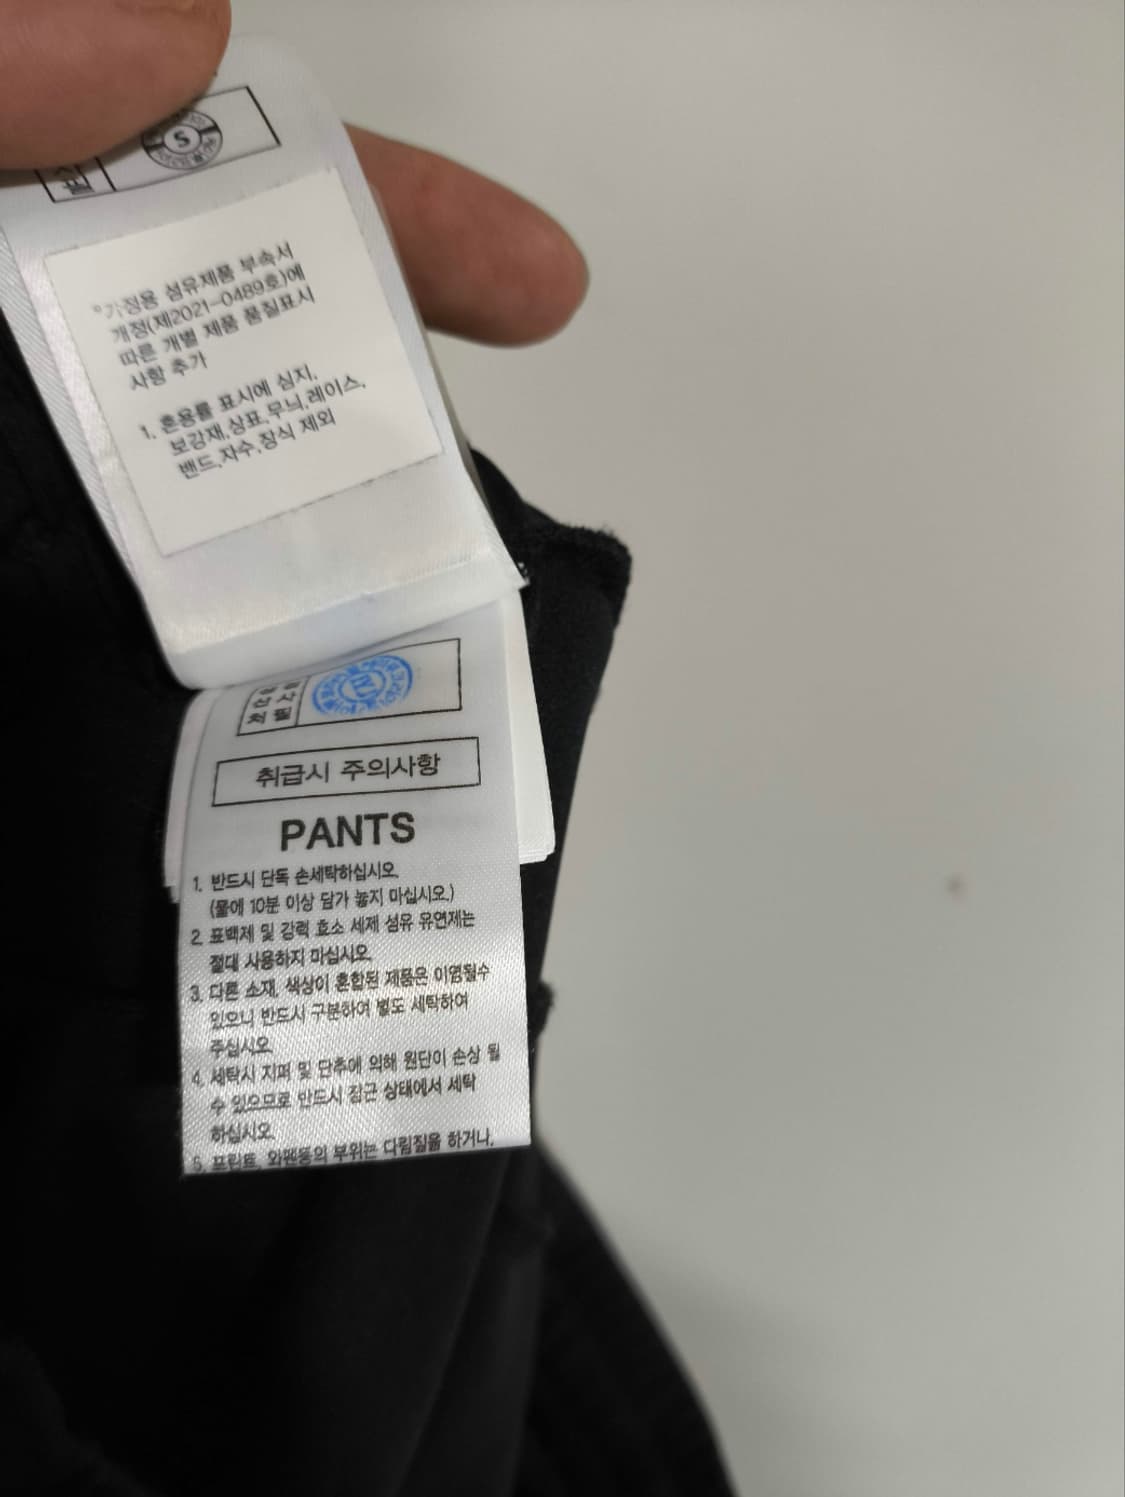 S
°가정용 섬유제품 부속서
개정(제2021-0489호)에
따른 개별 제품 품질표시
사항 추가
1. 혼용률 표시에 심지,
보강재,상표,무늬,레이스,
밴드,자수,장식 제외
취급시 주의사항
PANTS
1. 반드시 단독 손세탁하십시오.
(물에 10분 이상 담가 놓지 마십시오.)
2. 표백제 및 강력 효소 세제 섬유 유연제는
절대 사용하지 마십시오.
3. 다른 소재, 색상이 혼합된 제품은 이염될수
있으니 반드시 구분하여 별도 세탁하여
주십시오.
4. 세탁시 지퍼 및 단추에 의해 원단이 손상 될
수 있으므로 반드시 잠근 상태에서 세탁
하십시오.
5. 프린트, 와펜등의 부위는 다림질을 하거나,